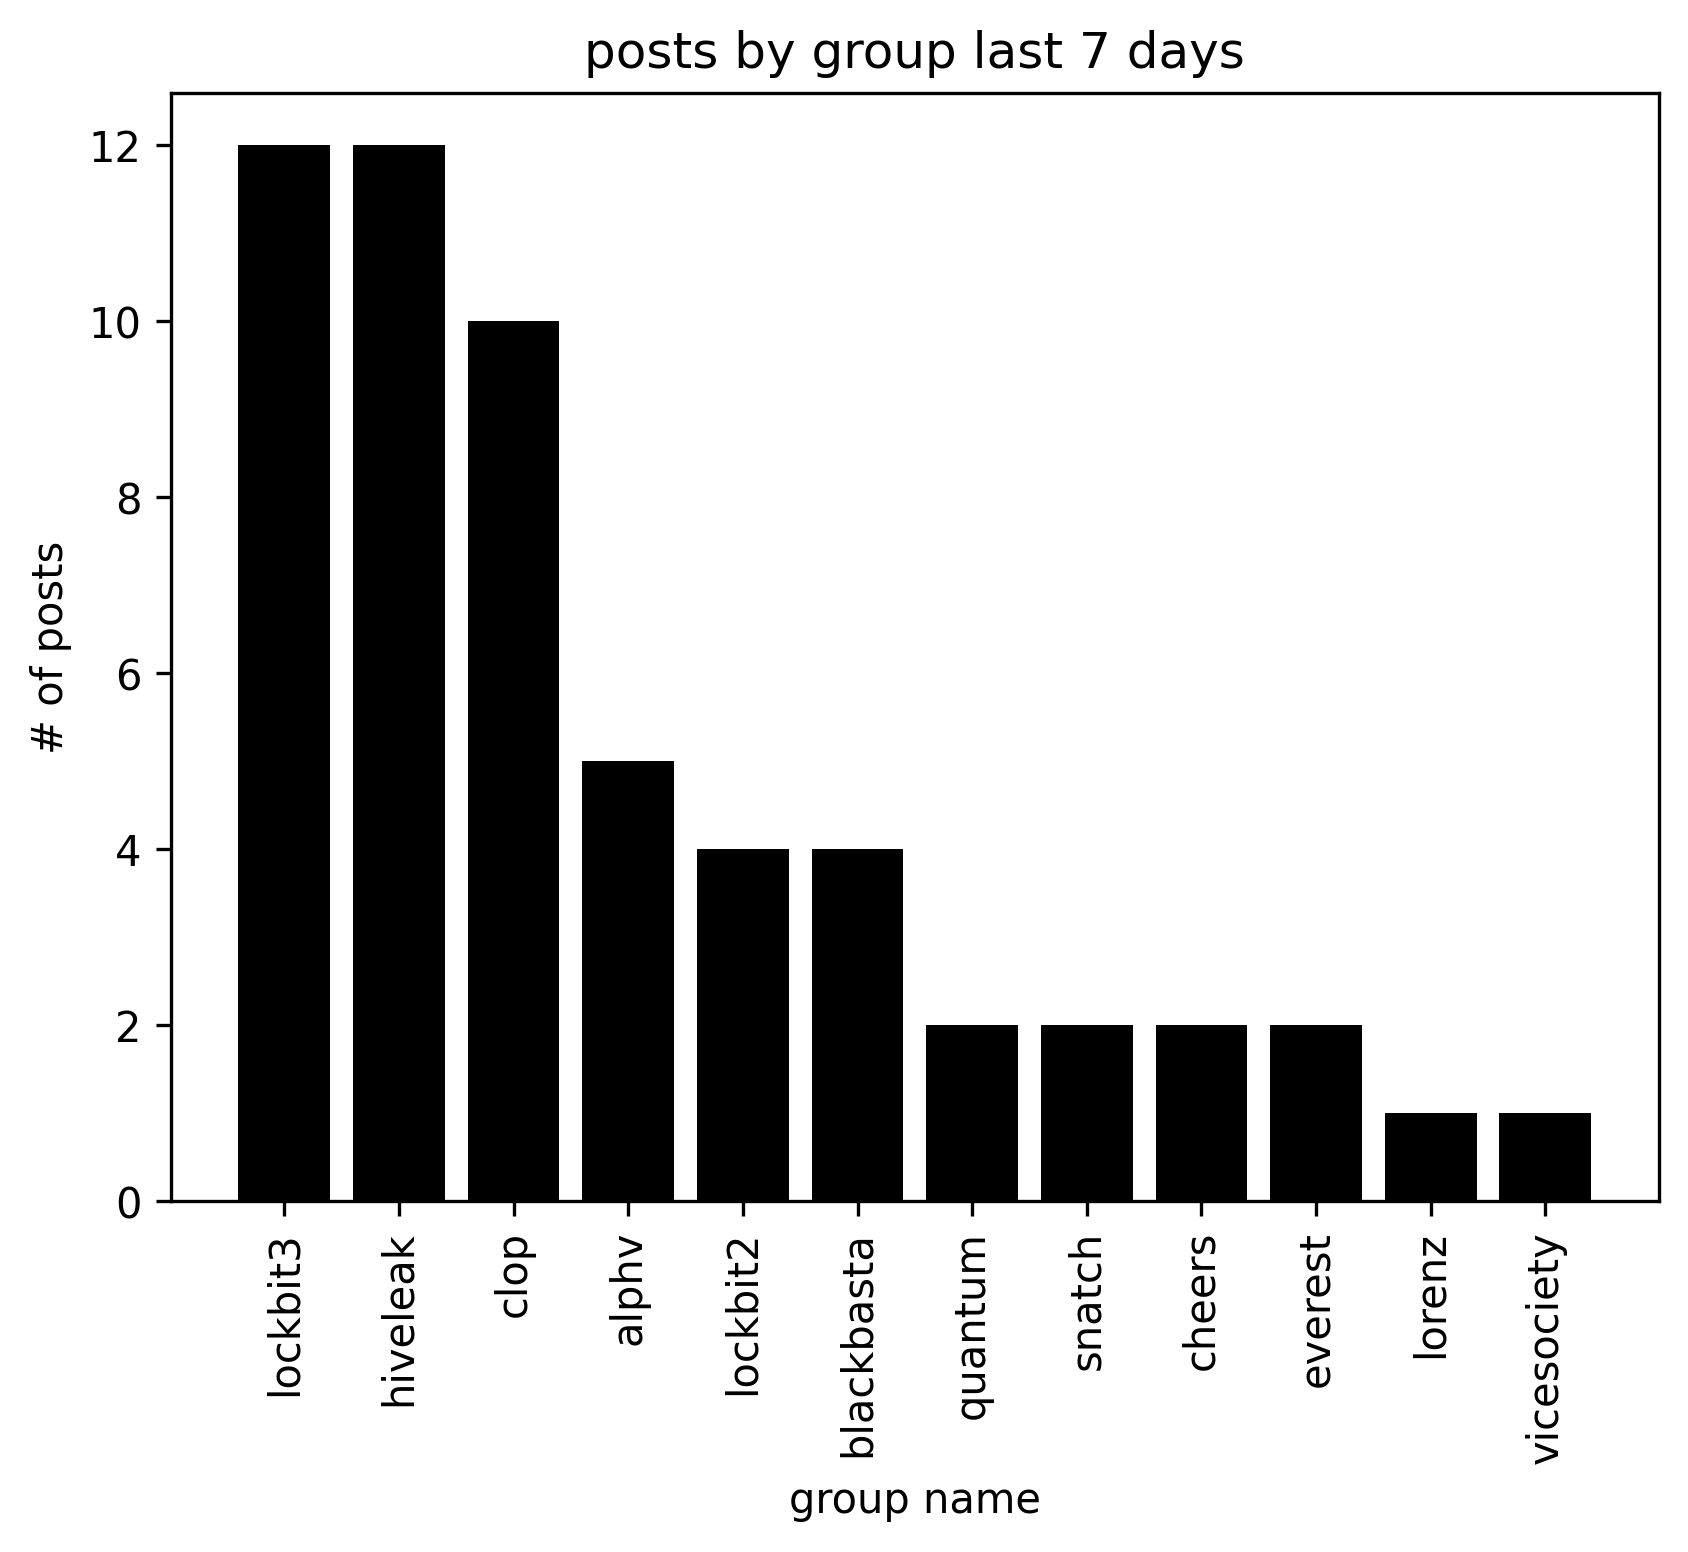 posts by group last 7 days
# of posts
12
10
8
6
4
2
0
lockbit3
hiveleak
clop
alphv
lockbit2
blackbasta
quantum
snatch
cheers
everest
lorenz
vicesociety
group name